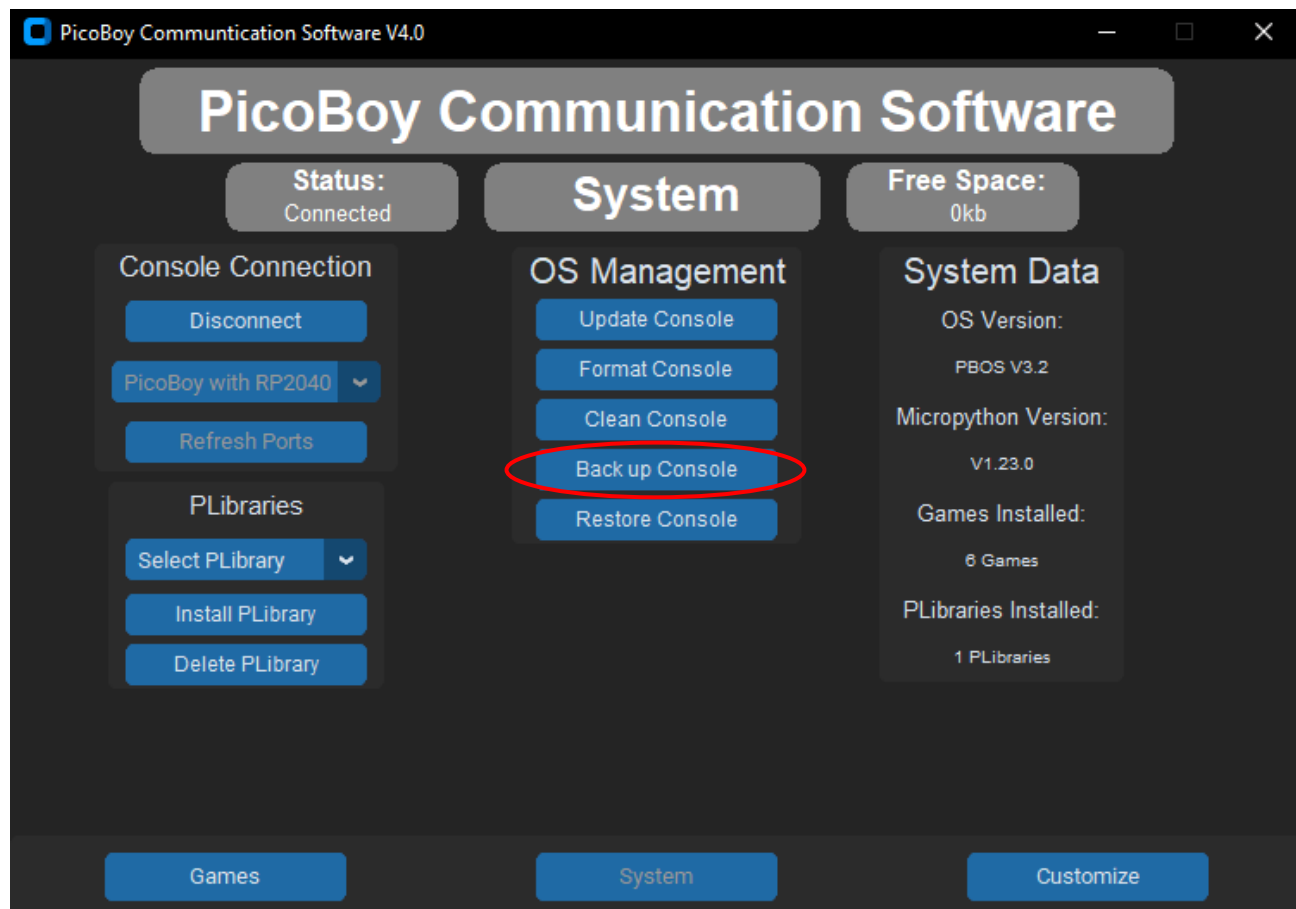 PicoBoy Communtication Software V4.0
PicoBoy Communication Software
Status:
Connected
System
Free Space:
0kb
Console Connection
Disconnect
PicoBoy with RP2040
Refresh Ports
PLibraries
Select PLibrary
Install PLibrary
Delete PLibrary
OS Management
Update Console
Format Console
Clean Console
Back up Console
Restore Console
System Data
OS Version:
PBOS V3.2
Micropython Version:
V1.23.0
Games Installed:
6 Games
PLibraries Installed:
1 PLibraries
Games
System
Customize